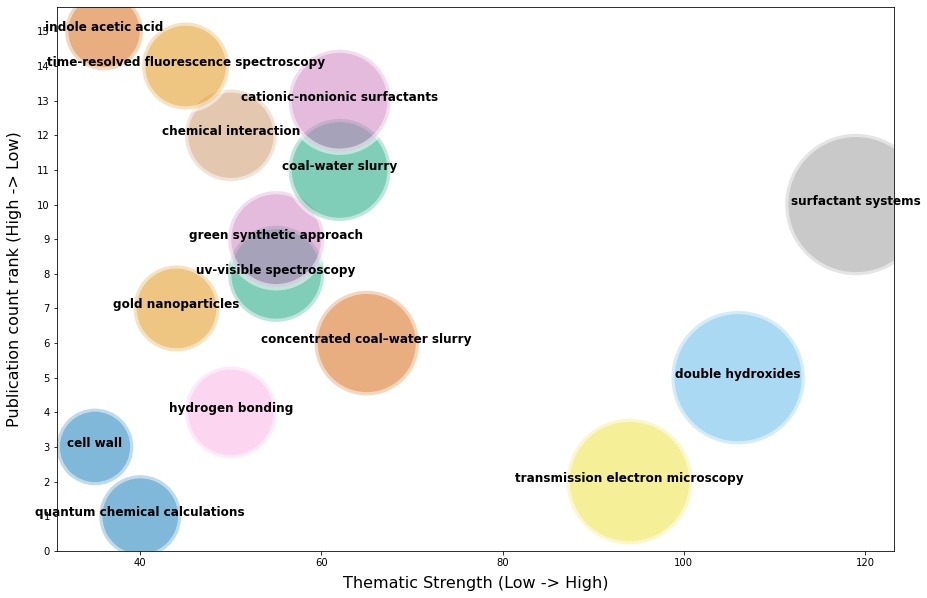 15
indole acetic acid
14
time-resolved fluorescence spectroscopy
13
cationic-nonionic surfactants
12
chemical interaction
11
coal-water slurry
10
surfactant systems
9
green synthetic approach
8
uv-visible spectroscopy
7
gold nanoparticles
6
concentrated coal–water slurry
5
double hydroxides
4
hydrogen bonding
3
cell wall
2
transmission electron microscopy
1
quantum chemical calculations
0
40
60
80
100
120
Thematic Strength (Low -> High)
Publication count rank (High -> Low)